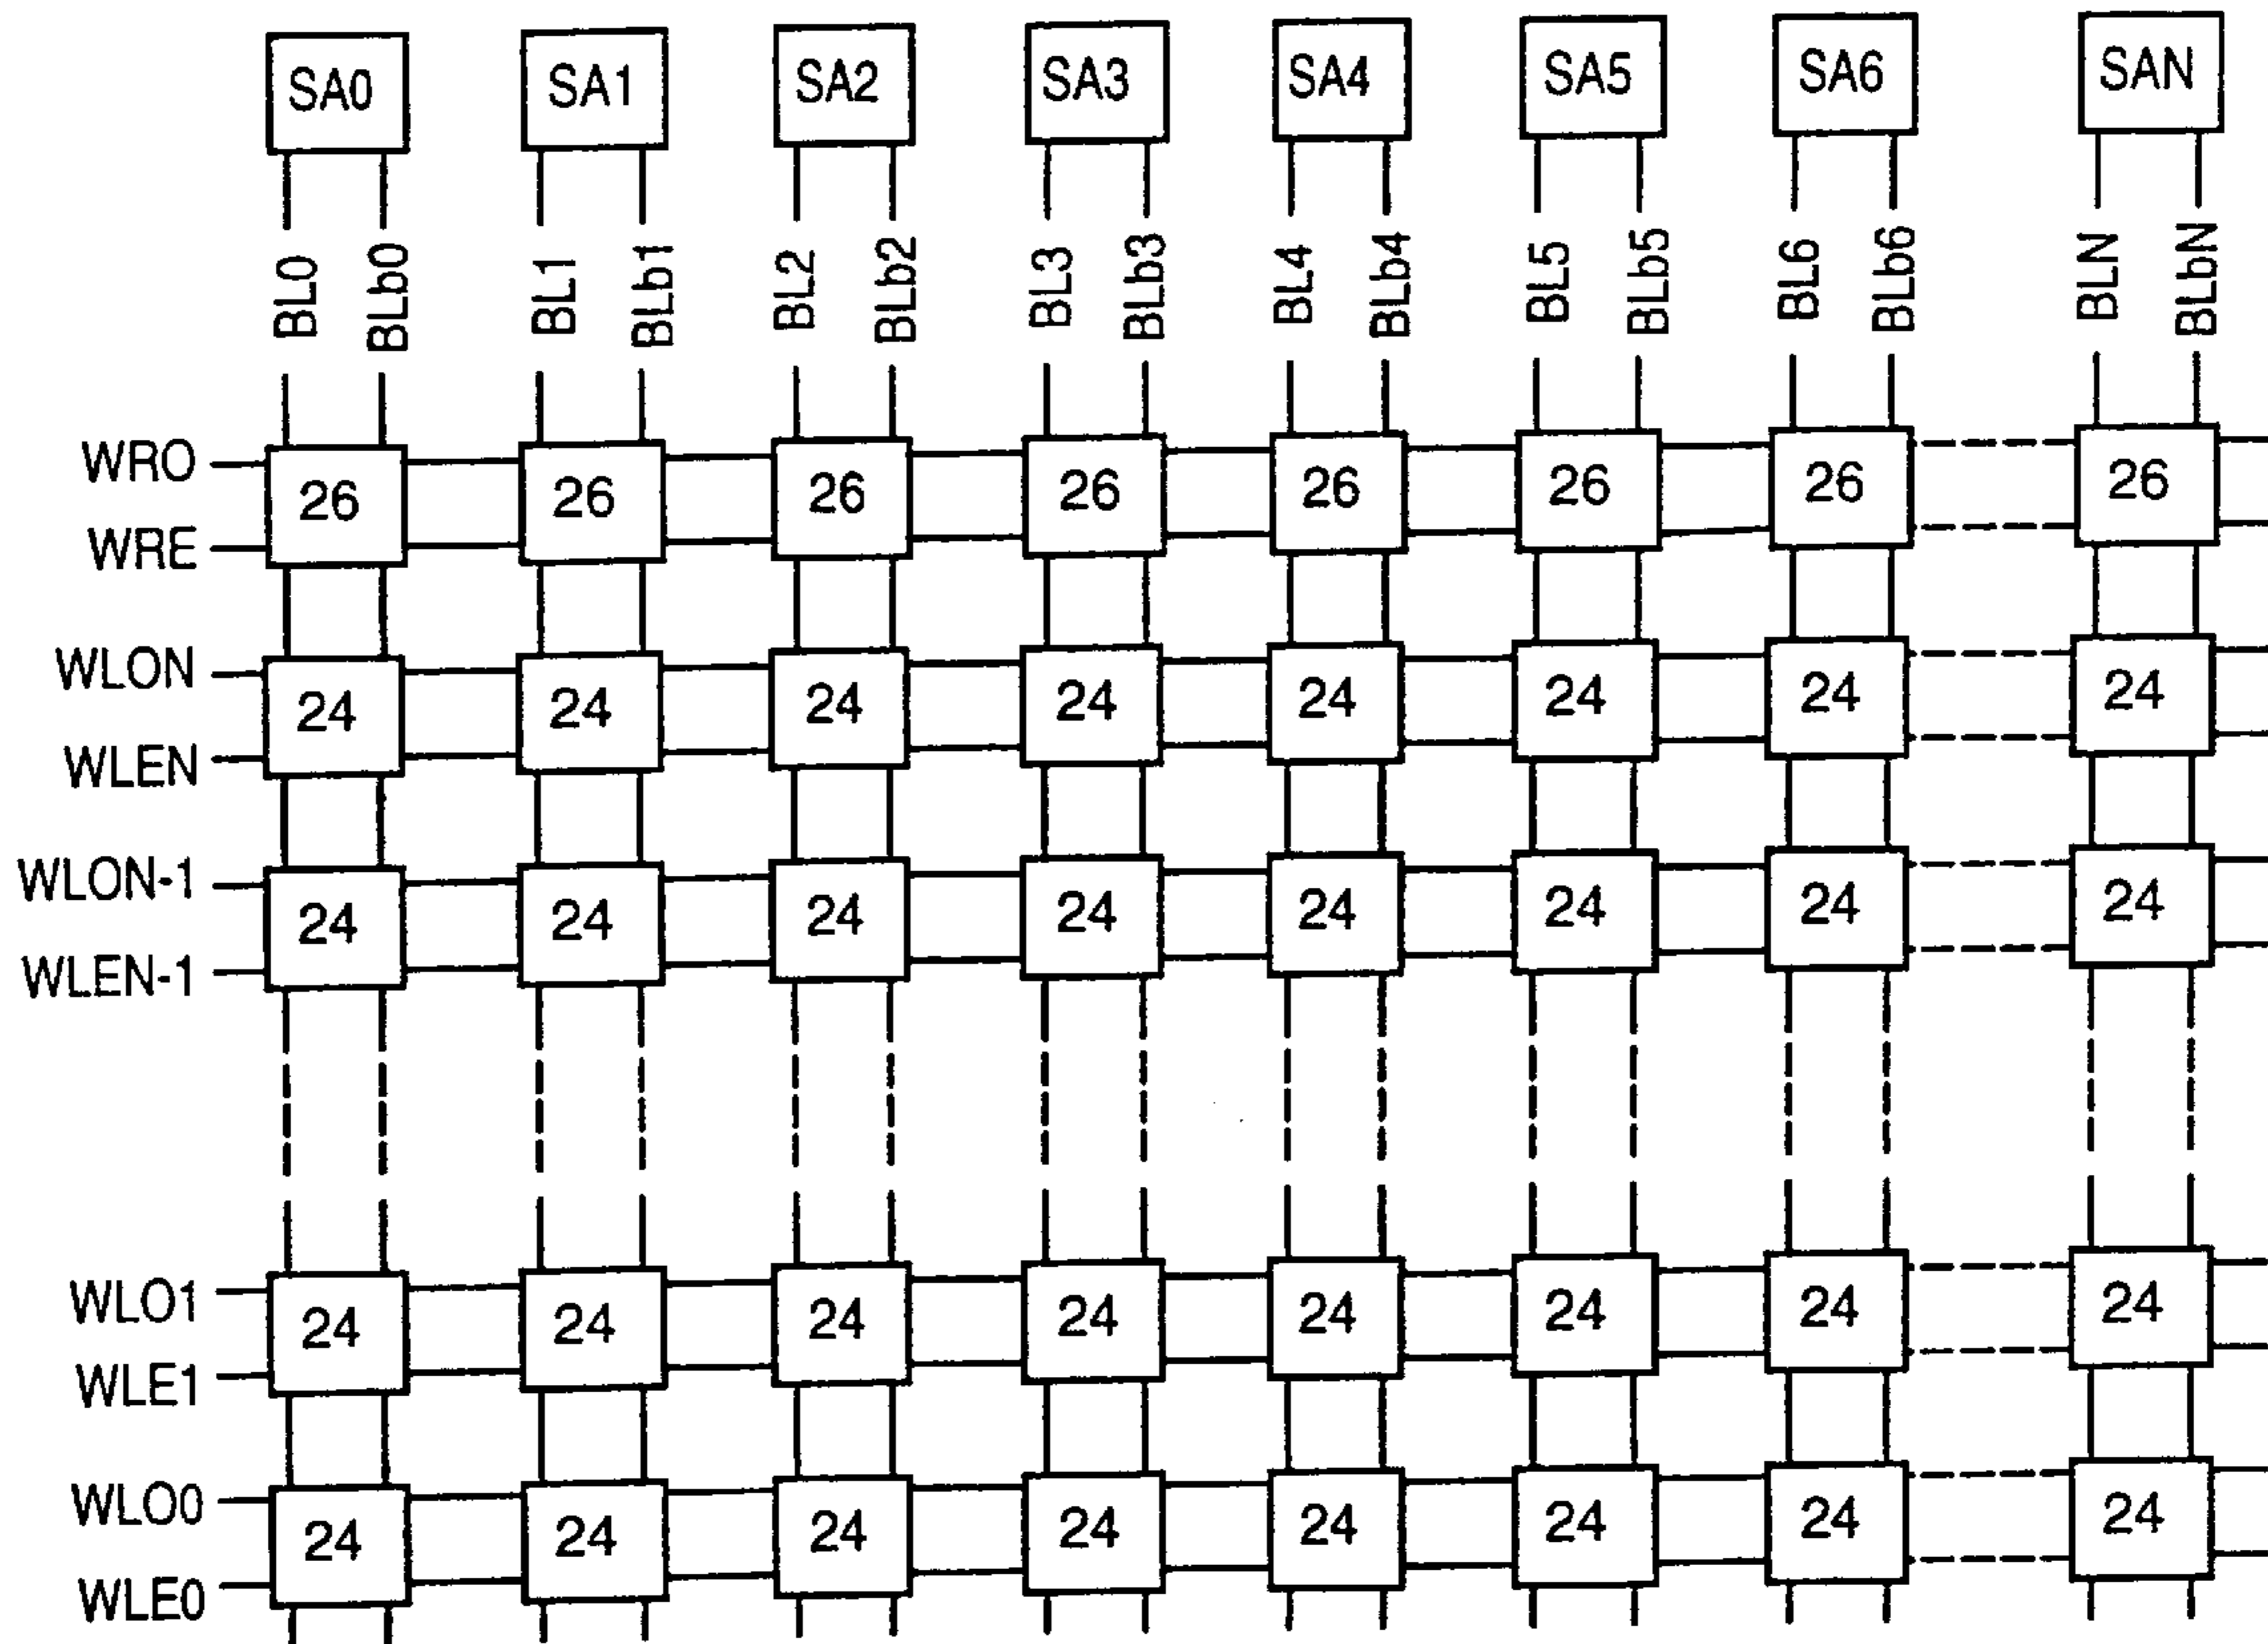 SA0 SA1 SA2 SA3 SA4 SA5 SA6 SAN
BL0 BLb0 BL1 BLb1 BL2 BLb2 BL3 BLb3 BL4 BLb4 BL5 BLb5 BL6 BLb6 BLN BLbN
WRO
26 26 26 26 26 26 26 26
WRE
WLON
24 24 24 24 24 24 24 24
WLEN
WLON-1
24 24 24 24 24 24 24 24
WLEN-1
WLO1
24 24 24 24 24 24 24 24
WLE1
WLO0
24 24 24 24 24 24 24 24
WLE0